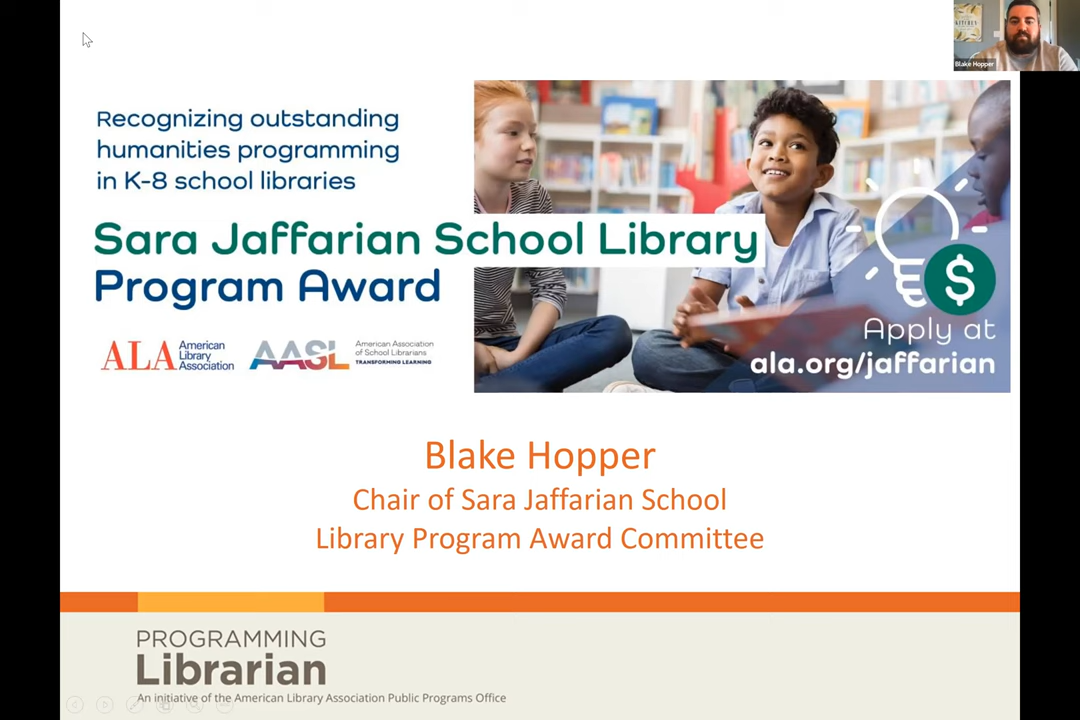 Blake Hopper
Recognizing outstanding
humanities programming
in K-8 school libraries
Sara Jaffarian School Library
Program Award
ALA American
Library
Association
AASL American Association
of School Librarians
TRANSFORMING LEARNING
$
Apply at
ala.org/jaffarian
Blake Hopper
Chair of Sara Jaffarian School
Library Program Award Committee
PROGRAMMING
Librarian
An initiative of the American Library Association Public Programs Office